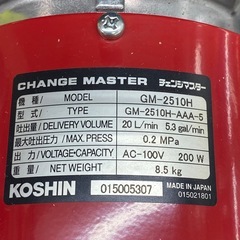 CHANGE MASTER チェンジマスター
機 種/MODEL GM-2510H
型 式/TYPE GM-2510H-AAA-5
吐出量/DELIVERY VOLUME 20 L/min 5.3 gal/min
最大吐出圧力/MAX. PRESS 0.2 MPa
出 力/VOLTAGE・CAPACITY AC-100V 200 W
重 量/NET WEIGHT 8.5 kg
KOSHIN 015005307 MADE IN JAPAN
015021801